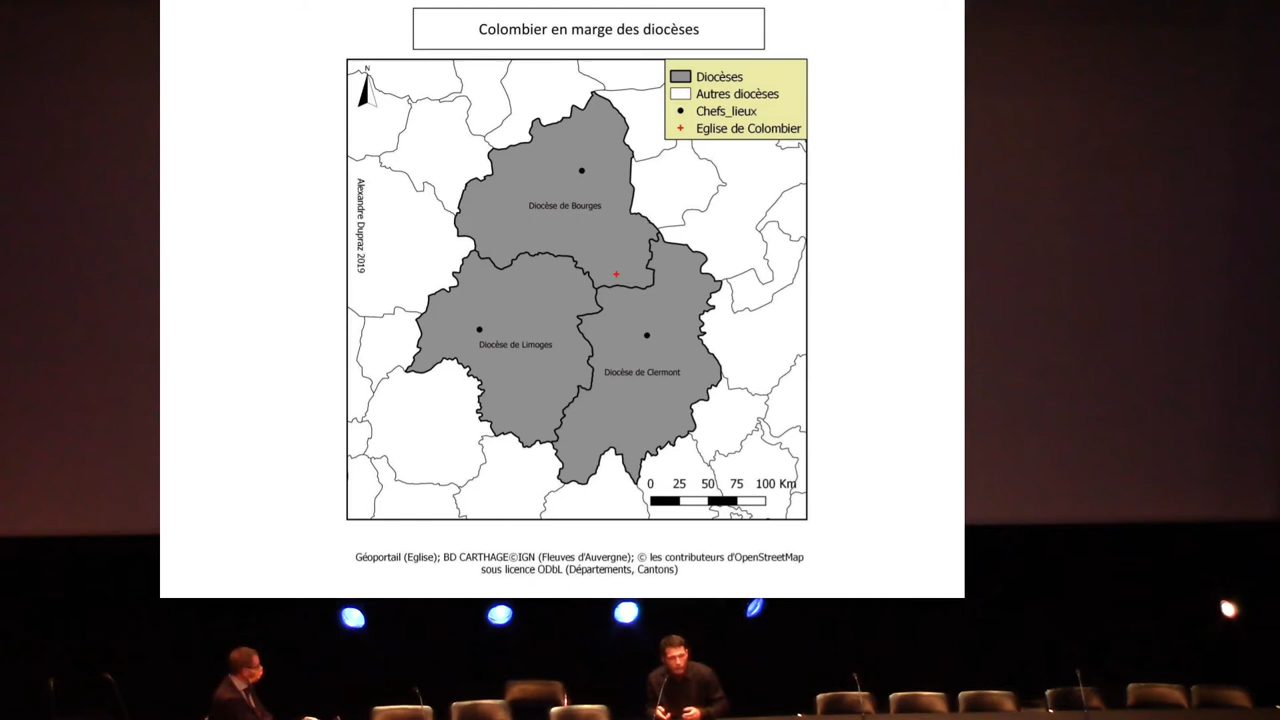 Colombier en marge des diocèses
N
Diocèses
Autres diocèses
Chefs_lieux
Eglise de Colombier
Alexandre Dupraz 2019
Diocèse de Bourges
Diocèse de Limoges
Diocèse de Clermont
0 25 50 75 100 Km
Géoportail (Eglise); BD CARTHAGE©IGN (Fleuves d'Auvergne); © les contributeurs d'OpenStreetMap
sous licence ODbL (Départements, Cantons)